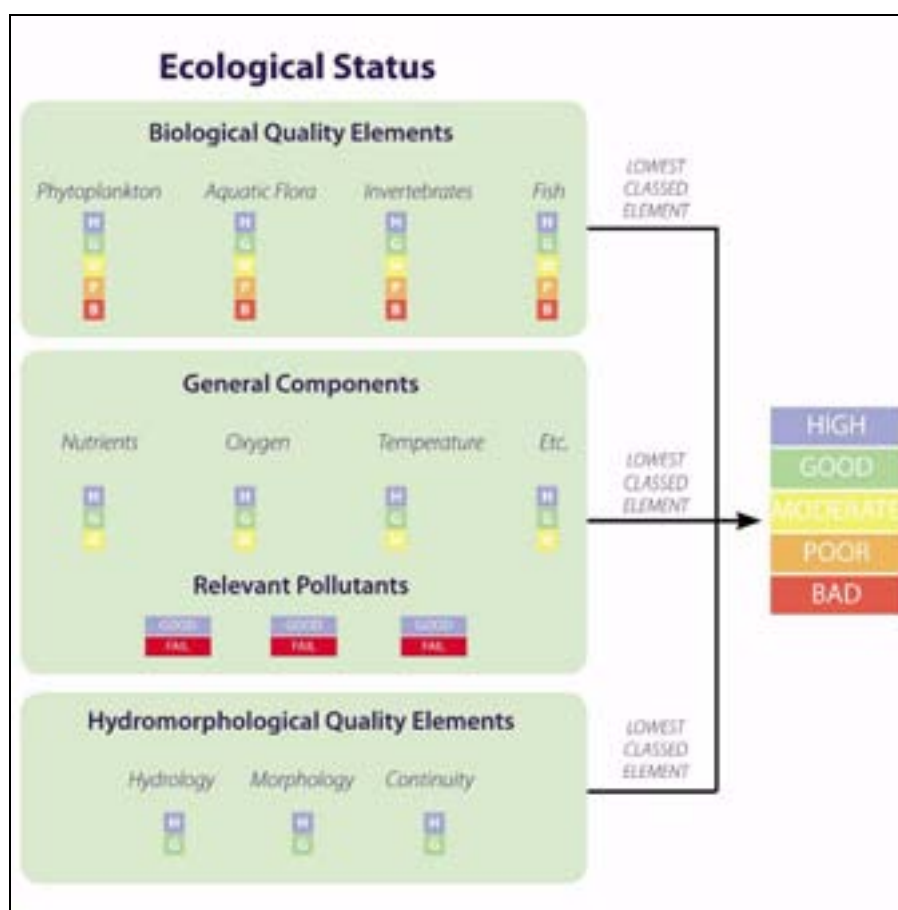 Ecological Status
Biological Quality Elements
Phytoplankton Aquatic Flora Invertebrates Fish
H H H H
G G G G
M M M M
P P P P
B B B B
LOWEST
CLASSED
ELEMENT
General Components
Nutrients Oxygen Temperature Etc.
H H H H
G G G G
M M M M
Relevant Pollutants
GOOD GOOD GOOD
FAIL FAIL FAIL
LOWEST
CLASSED
ELEMENT
HIGH
GOOD
MODERATE
POOR
BAD
Hydromorphological Quality Elements
Hydrology Morphology Continuity
H H H
G G G
LOWEST
CLASSED
ELEMENT